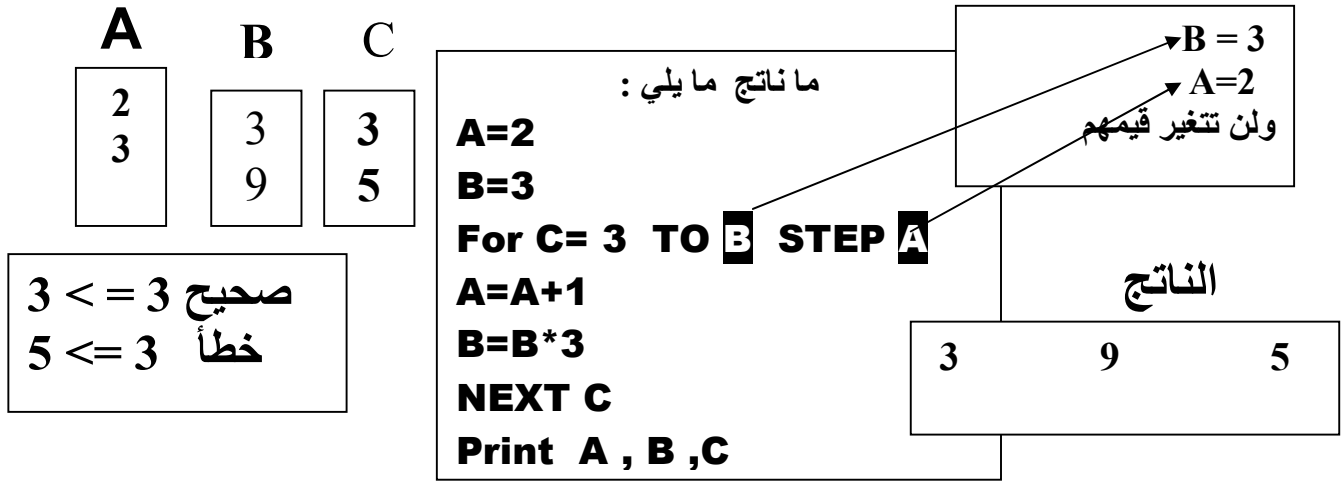 A B C
2
3
3
9
3
5
3 < = 3 صحيح
5 <= 3 خطأ
ما ناتج ما يلي :
A=2
B=3
For C= 3 TO B STEP A
A=A+1
B=B*3
NEXT C
Print A , B ,C
B = 3
A=2
ولن تتغير قيمهم
الناتج
3 9 5